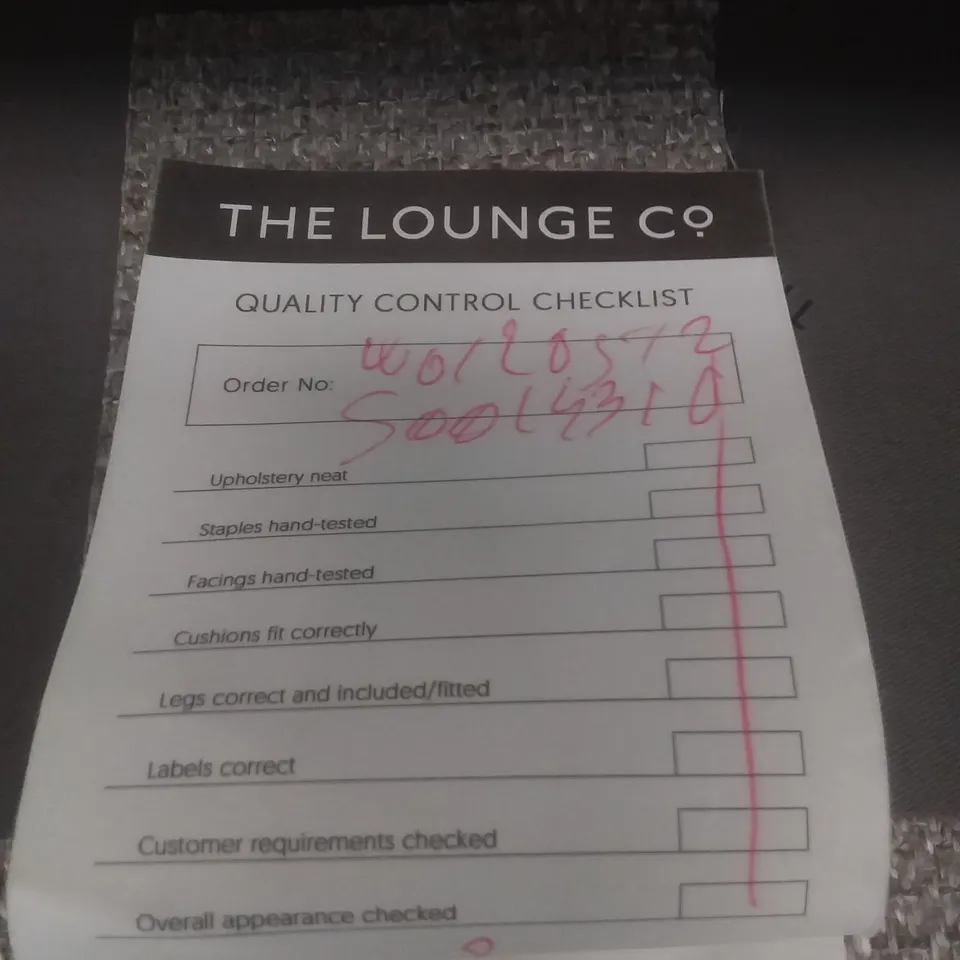 THE LOUNGE Co
QUALITY CONTROL CHECKLIST
Order No:
Upholstery neat
Staples hand-tested
Facings hand-tested
Cushions fit correctly
Legs correct and included/fitted
Labels correct
Customer requirements checked
Overall appearance checked